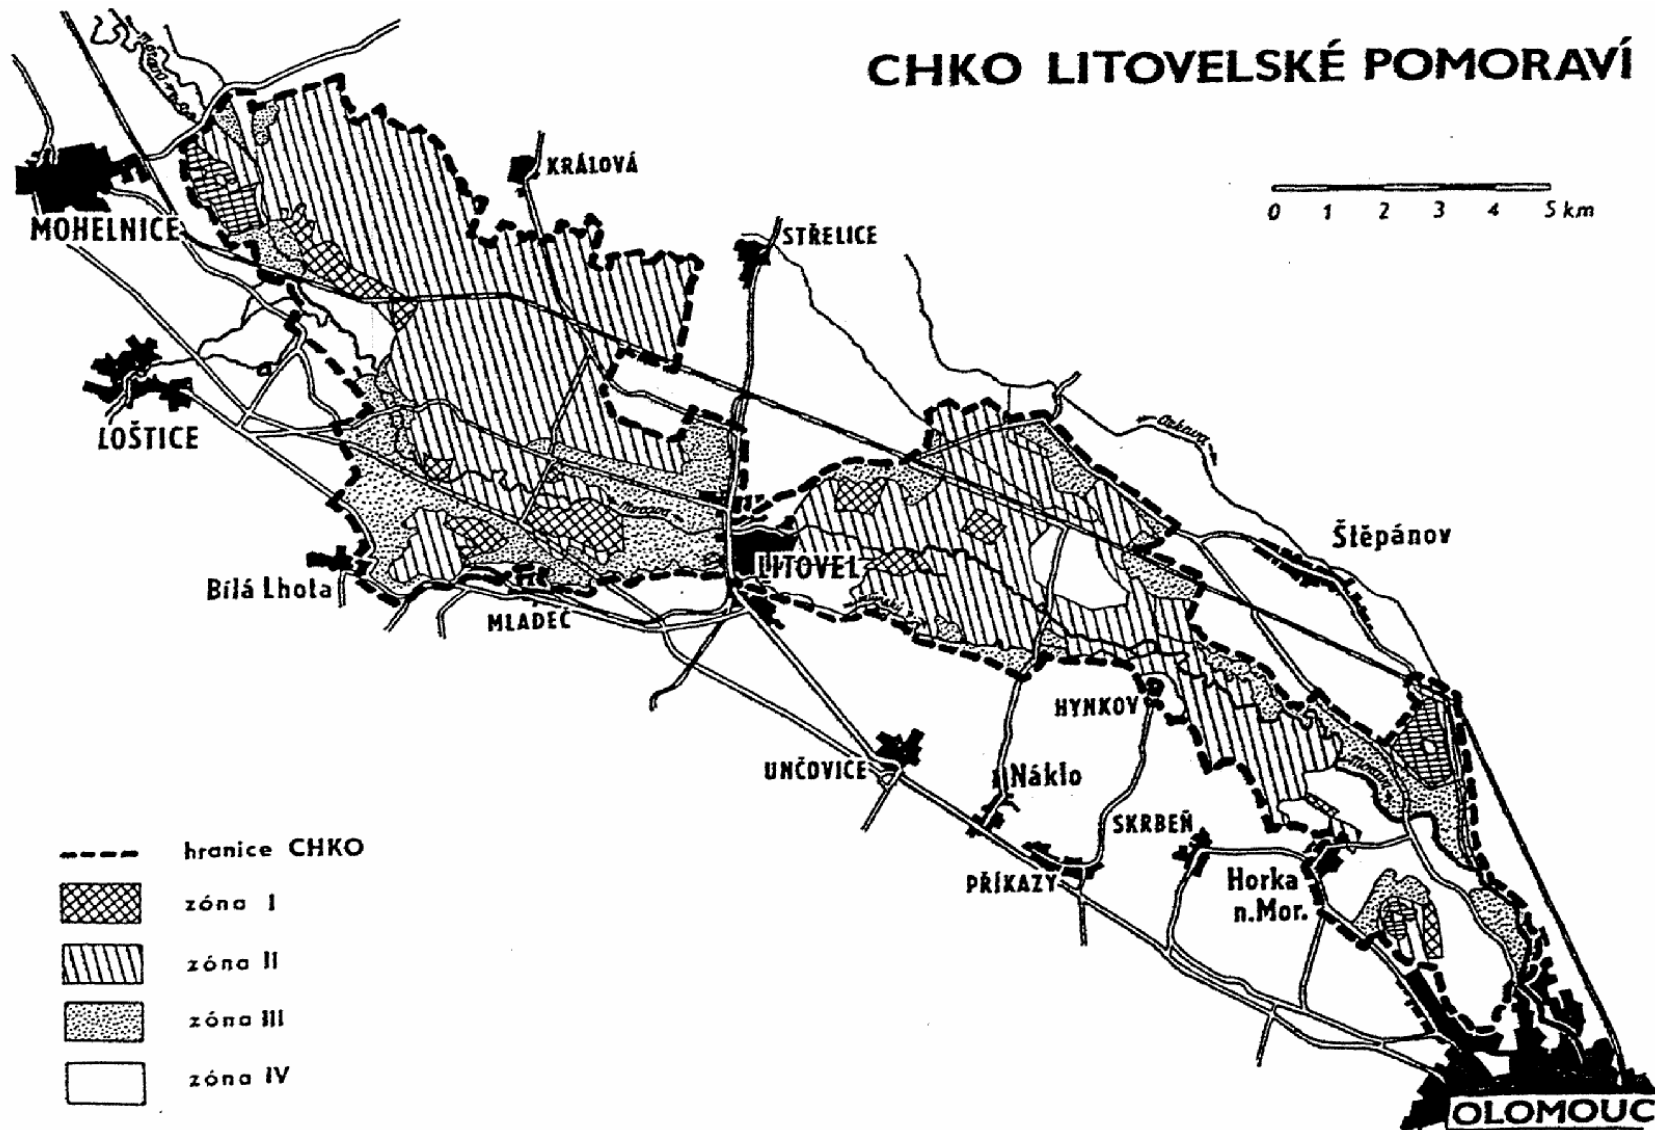 CHKO LITOVELSKÉ POMORAVÍ
KRÁLOVÁ
0 1 2 3 4 5 km
MOHELNICE
STŘELICE
LOŠTICE
Štěpánov
Bílá Lhota
LITOVEL
MLADEČ
HYNKOV
UNČOVICE
Náklo
SKRBEŇ
PŘÍKAZY
Horka
n.Mor.
hranice CHKO
zóna I
zóna II
zóna III
zóna IV
OLOMOUC